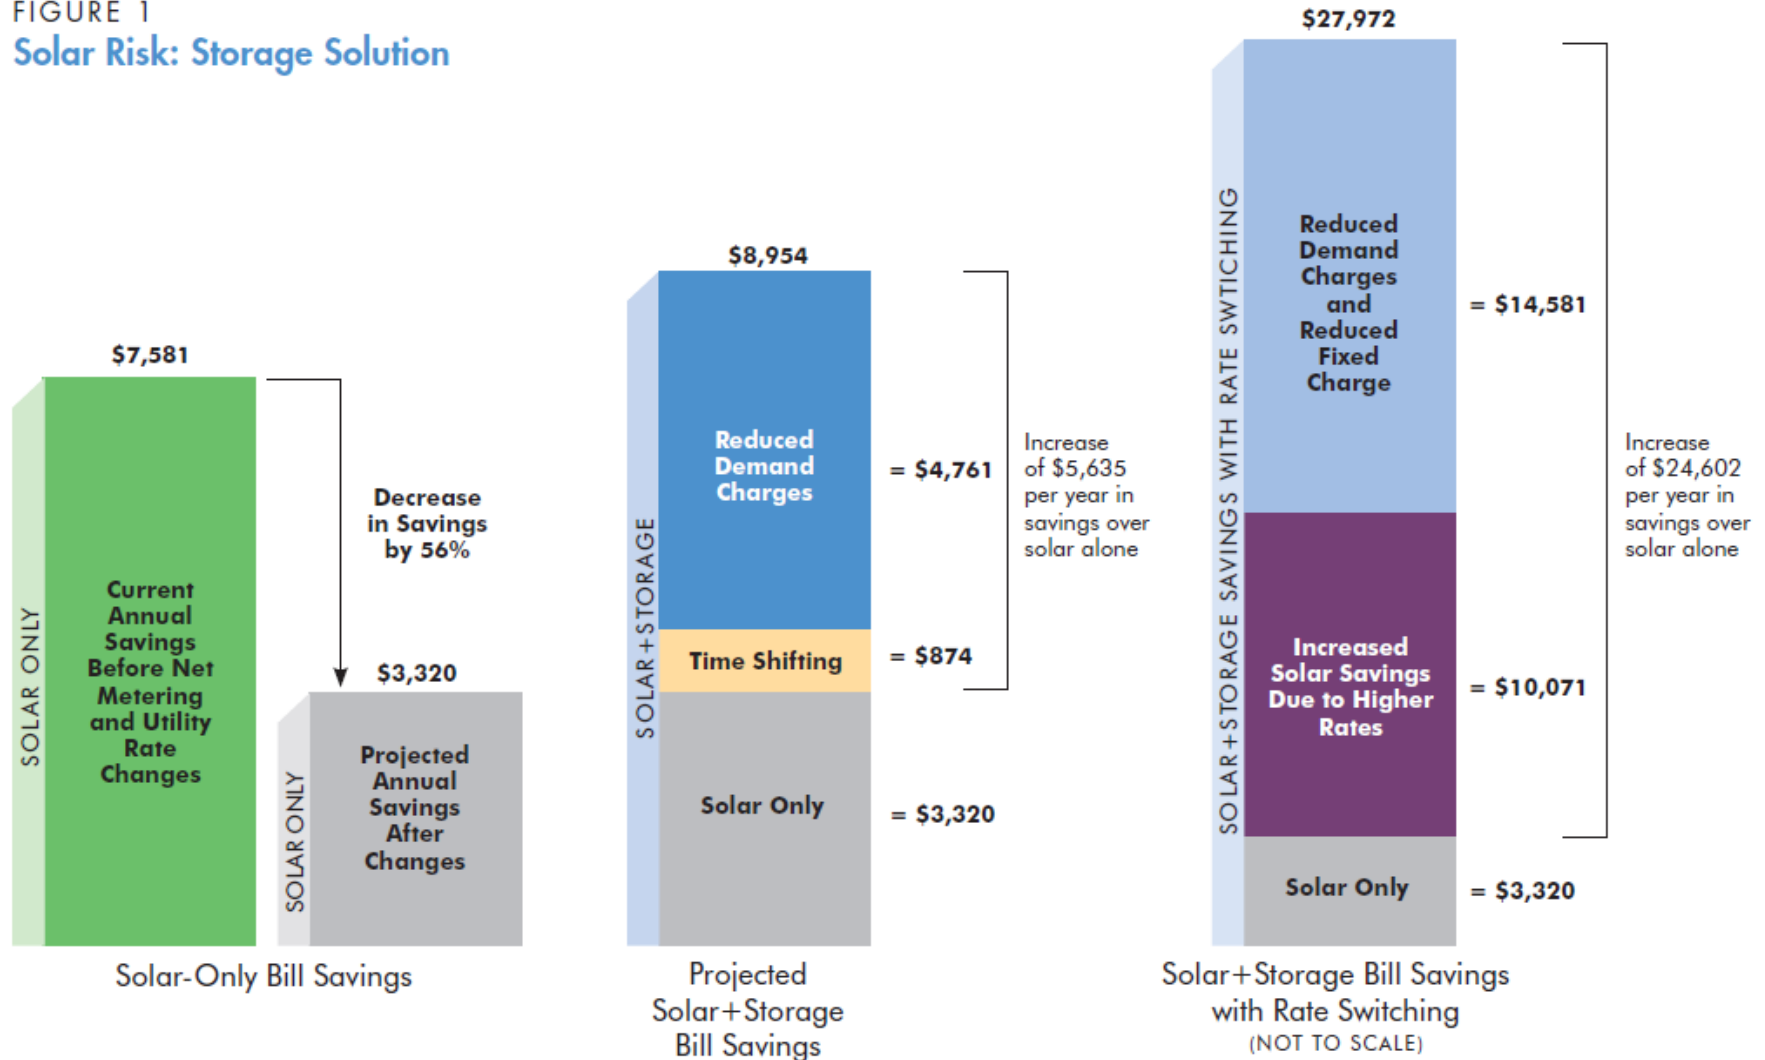 FIGURE 1
Solar Risk: Storage Solution
$7,581
SOLAR ONLY
Current
Annual
Savings
Before Net
Metering
and Utility
Rate
Changes
Decrease
in Savings
by 56%
$3,320
SOLAR ONLY
Projected
Annual
Savings
After
Changes
Solar-Only Bill Savings
$8,954
SOLAR+STORAGE
Reduced
Demand
Charges
= $4,761
Time Shifting
= $874
Solar Only
= $3,320
Increase
of $5,635
per year in
savings over
solar alone
Projected
Solar+Storage
Bill Savings
$27,972
SOLAR+STORAGE SAVINGS WITH RATE SWTICHING
Reduced
Demand
Charges
and
Reduced
Fixed
Charge
= $14,581
Increased
Solar Savings
Due to Higher
Rates
= $10,071
Solar Only
= $3,320
Increase
of $24,602
per year in
savings over
solar alone
Solar+Storage Bill Savings
with Rate Switching
(NOT TO SCALE)